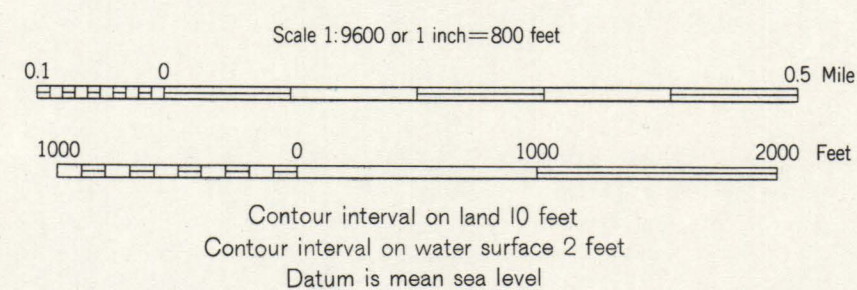 Scale 1:9600 or 1 inch=800 feet
0.1 0 0.5 Mile
1000 0 1000 2000 Feet
Contour interval on land 10 feet
Contour interval on water surface 2 feet
Datum is mean sea level